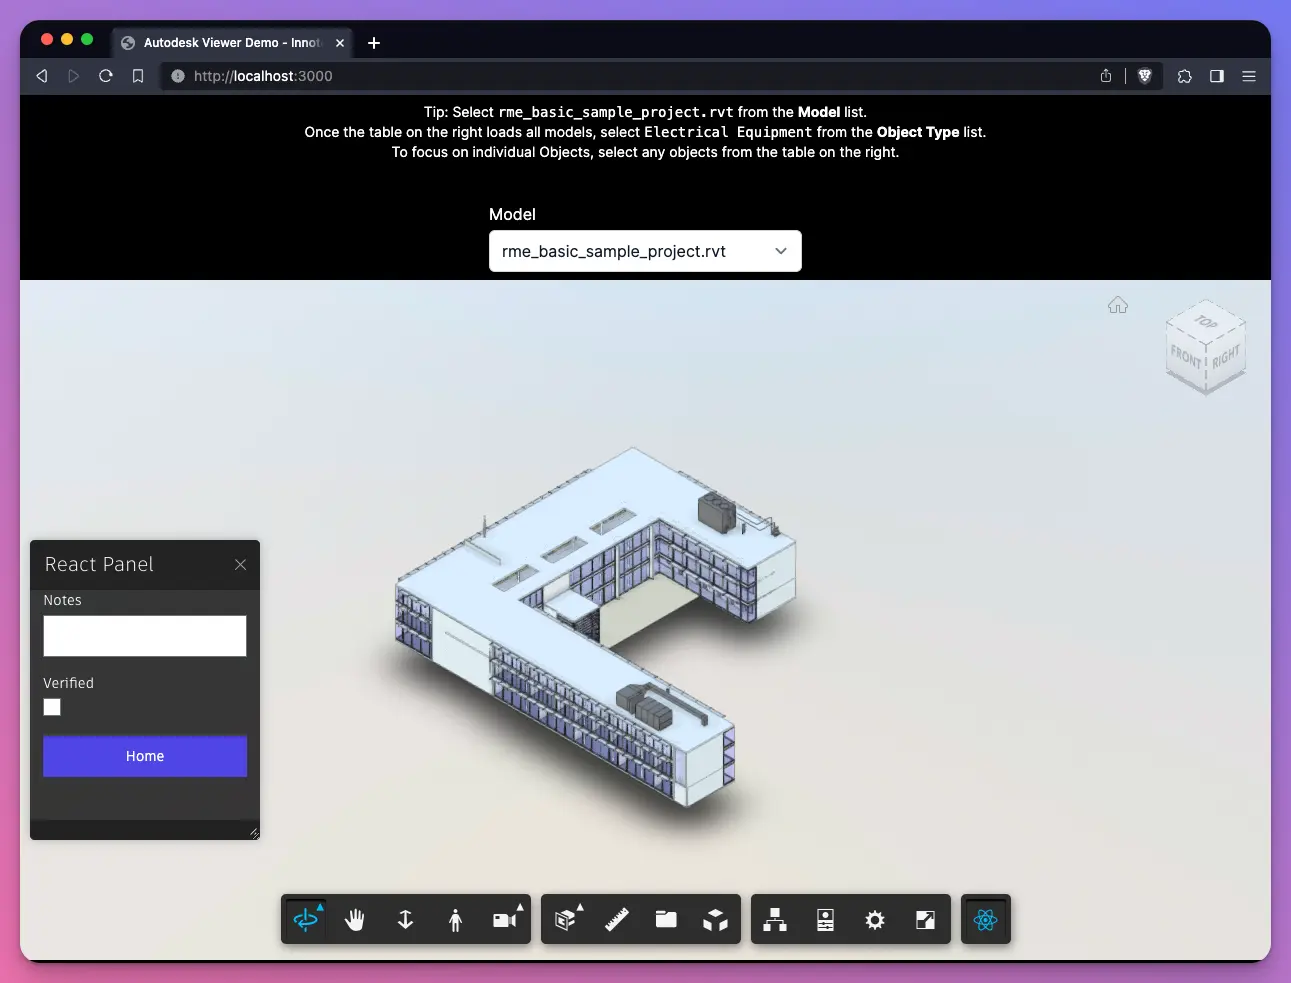 Autodesk Viewer Demo - Innot
http://localhost:3000
Tip: Select rme_basic_sample_project.rvt from the Model list.
Once the table on the right loads all models, select Electrical Equipment from the Object Type list.
To focus on individual Objects, select any objects from the table on the right.
Model
rme_basic_sample_project.rvt
TOP
FRONT
RIGHT
React Panel
Notes
Verified
Home